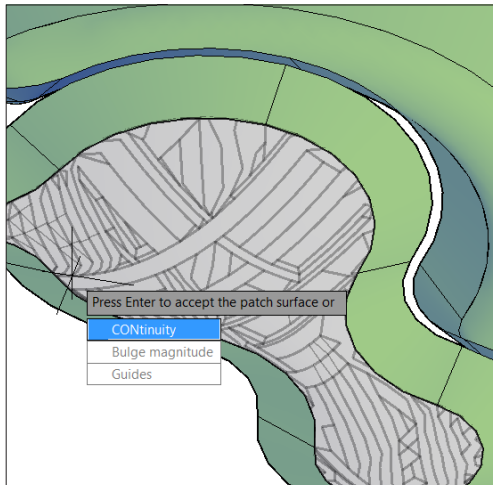 Press Enter to accept the patch surface or
CONtinuity
Bulge magnitude
Guides